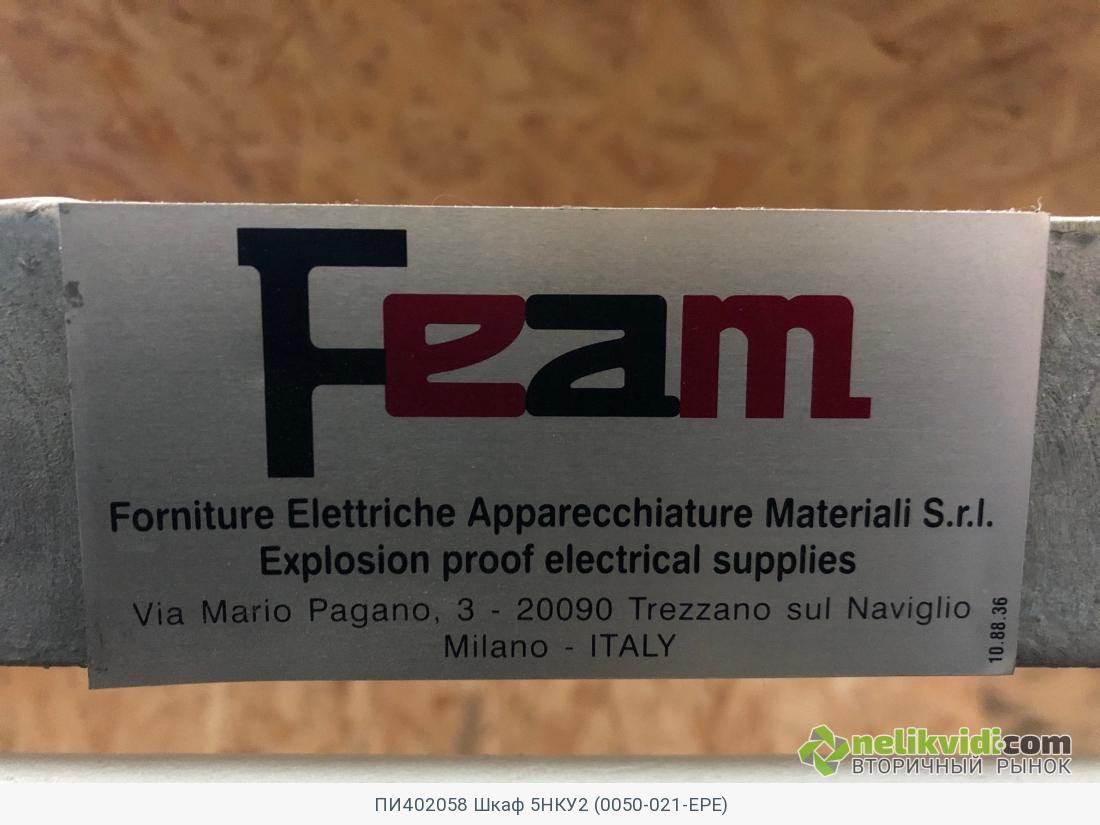 Feam
Forniture Elettriche Apparecchiature Materiali S.r.l.
Explosion proof electrical supplies
Via Mario Pagano, 3 - 20090 Trezzano sul Naviglio
Milano - ITALY
10.88.36
nelikvidi.com
ВТОРИЧНЫЙ РЫНОК
ПИ402058 Шкаф 5НКУ2 (0050-021-EPE)